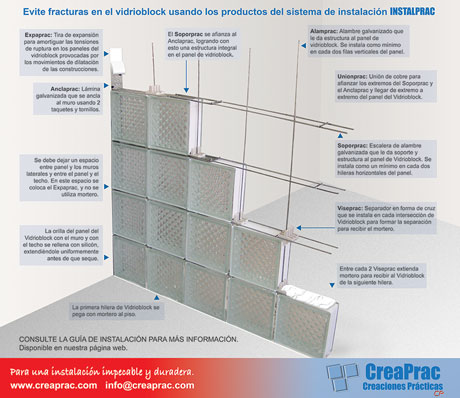 Evite fracturas en el vidrioblock usando los productos del sistema de instalación INSTALPRAC
Expaprac: Tira de expansión
para amortiguar las tensiones
de ruptura en los paneles del
vidrioblock provocadas por
los movimientos de dilatación
de las construcciones.
El Soporprac se afianza al
Anclaprac, logrando con
esto una estructura integral
en el panel de vidrioblock.
Alamprac: Alambre galvanizado que
le da estructura al panel de
vidrioblock. Se instala como mínimo
en cada dos filas verticales del panel.
Anclaprac: Lámina
galvanizada que se ancla
al muro usando 2
taquetes y tornillos.
Unionprac: Unión de cobre para
afianzar los extremos del Soporprac y
el Anclaprac y llegar de extremo a
extremo del panel del Vidrioblock.
Soporprac: Escalera de alambre
galvanizado que le da soporte y
estructura al panel de Vidrioblock. Se
instala como un mínimo en cada dos
hileras horizontales del panel.
Se debe dejar un espacio
entre panel y los muros
laterales y entre el panel y el
techo. En este espacio se
coloca el Expaprac, y no se
utiliza mortero.
Viseprac: Separador en forma de cruz
que se instala en cada intersección de
Vidrioblock para formar la separación
para recibir el mortero.
La orilla del panel del
Vidrioblock con el muro y con
el techo se rellena con silicón,
extendiéndole uniformemente
antes de que seque.
Entre cada 2 Viseprac extienda
mortero para recibir al Vidrioblock
de la siguiente hilera.
La primera hilera de Vidrioblock se
pega con mortero al piso.
CONSULTE LA GUÍA DE INSTALACIÓN PARA MÁS INFORMACIÓN.
Disponible en nuestra página web.
Para una instalación impecable y duradera.
www.creaprac.com info@creaprac.com
CreaPrac
Creaciones Prácticas